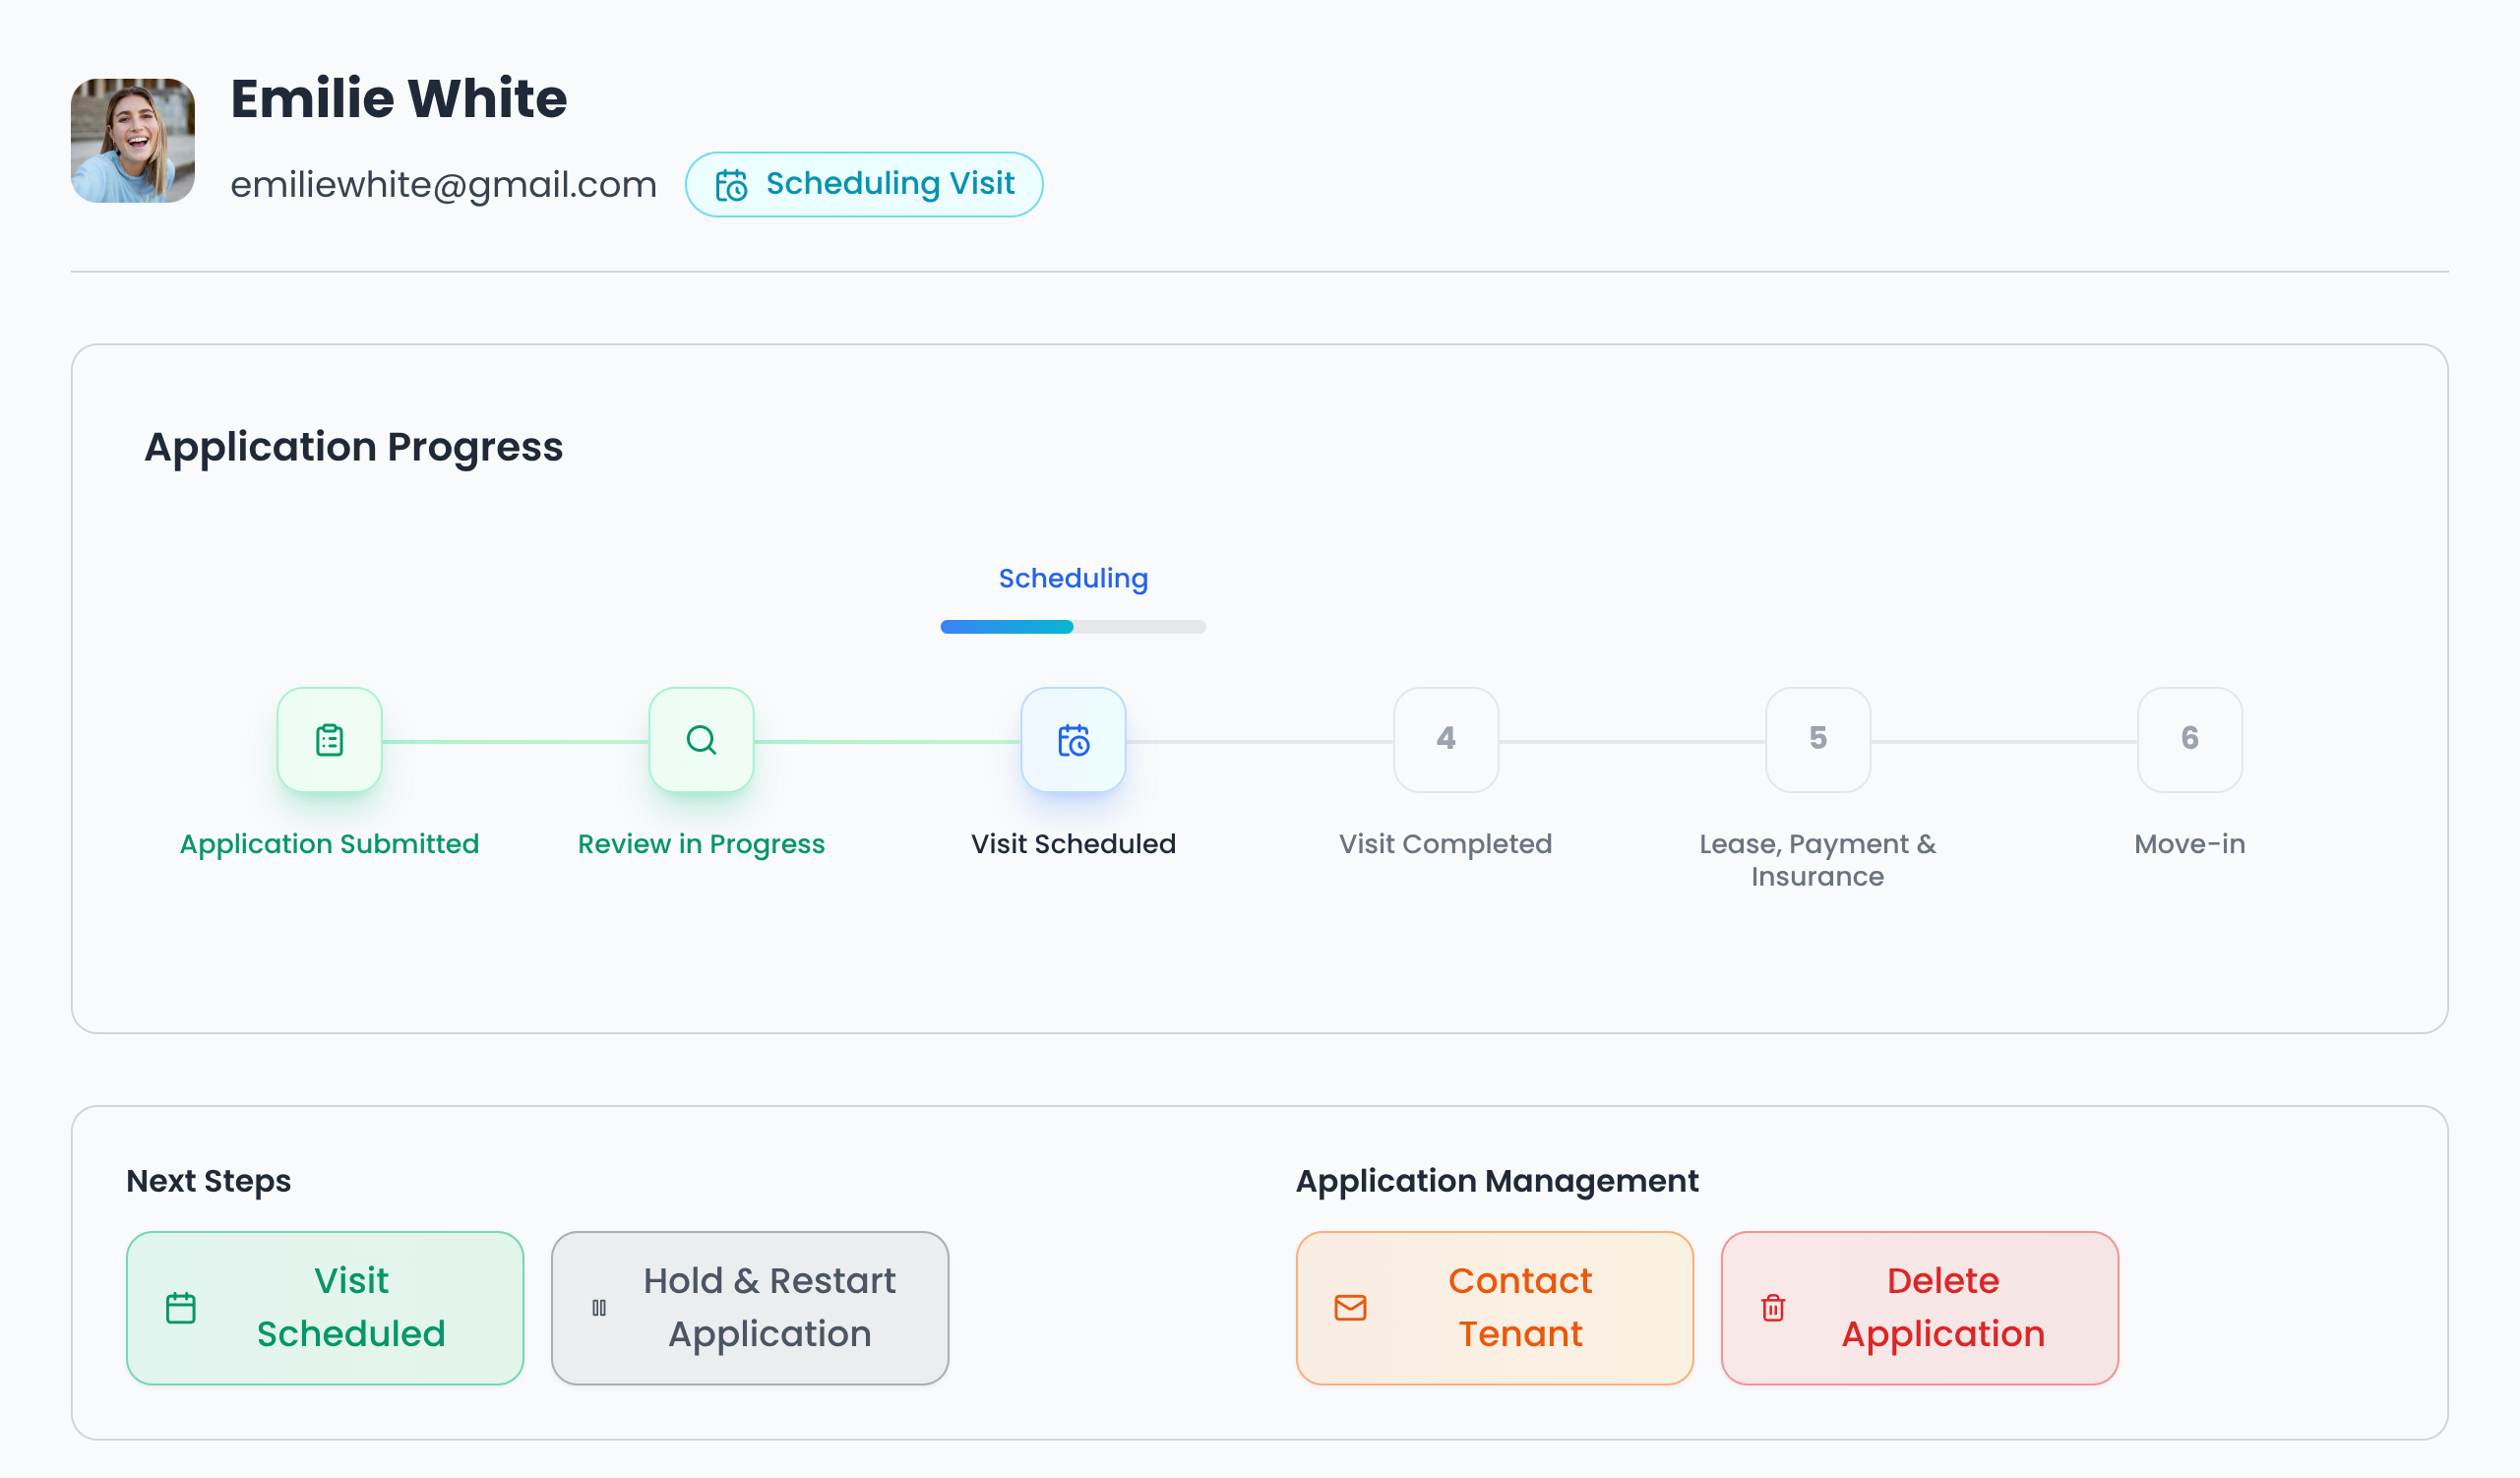 Emilie White
emiliewhite@gmail.com
Scheduling Visit
Application Progress
Scheduling
4
5
6
Application Submitted
Review in Progress
Visit Scheduled
Visit Completed
Lease, Payment &
Insurance
Move-in
Next Steps
Visit
Scheduled
Hold & Restart
Application
Application Management
Contact
Tenant
Delete
Application